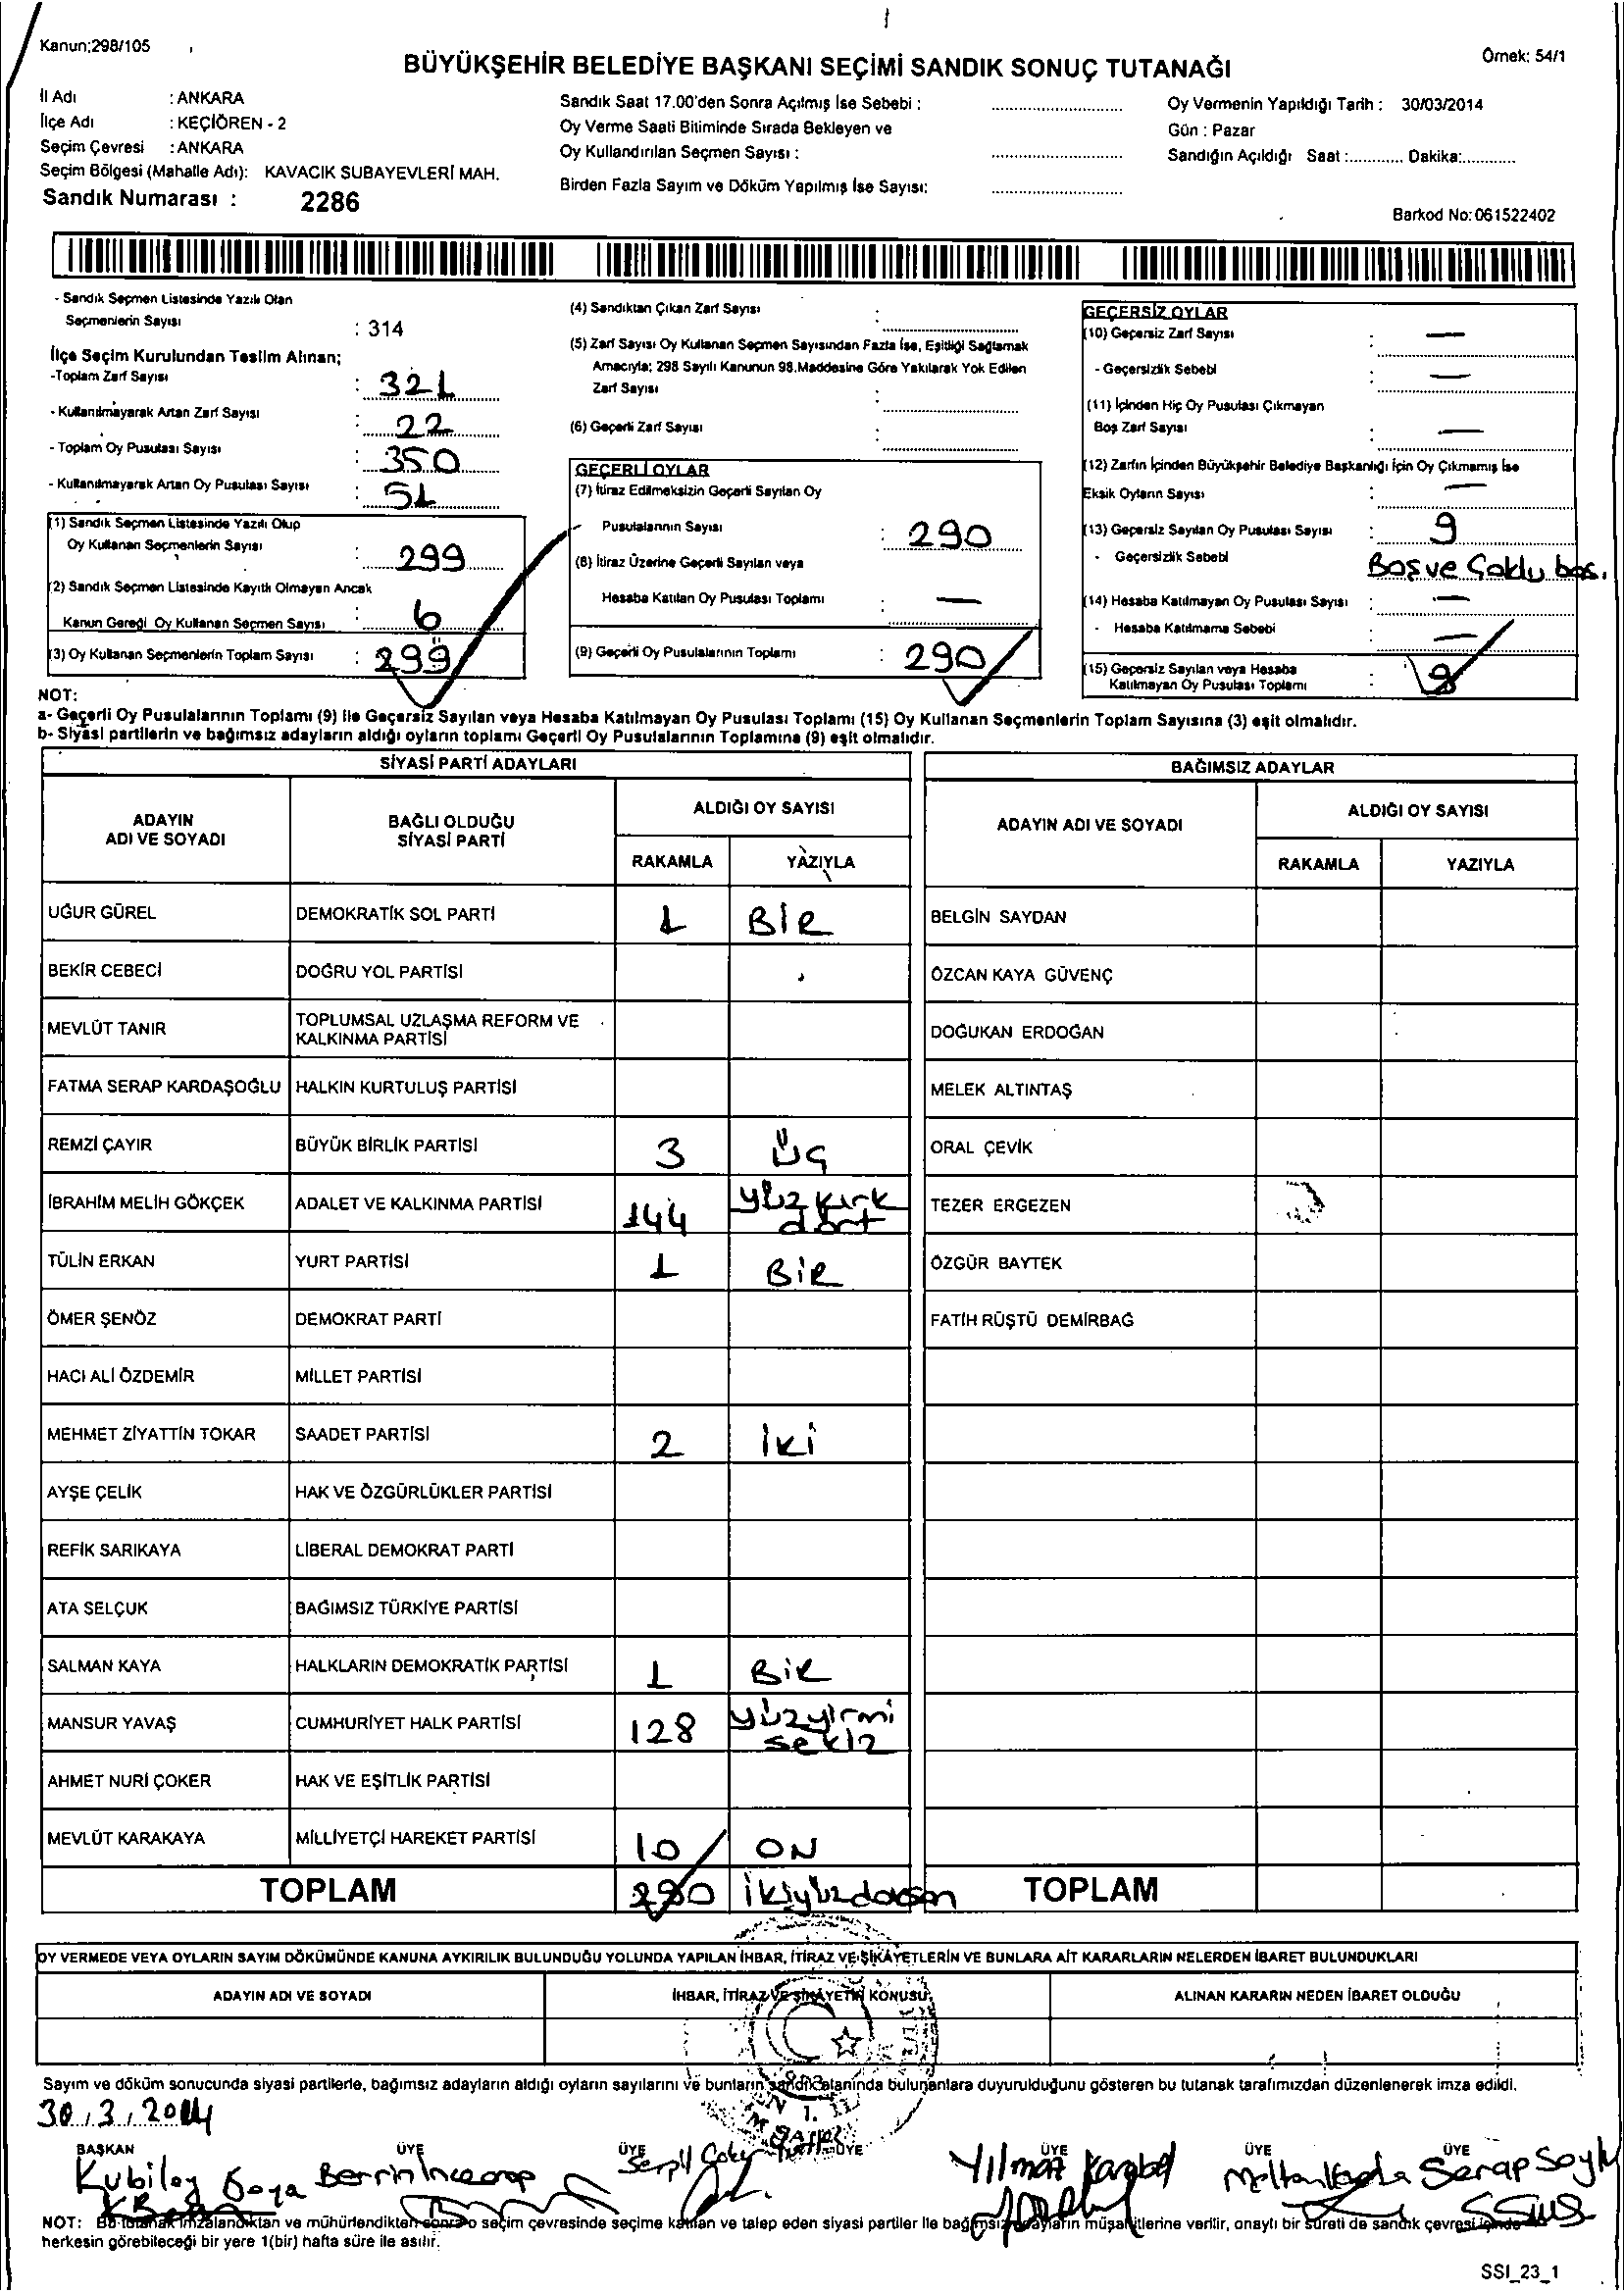 Kanun;298/105
Örnek: 54/1
BÜYÜKŞEHİR BELEDİYE BAŞKANI SEÇİMİ SANDIK SONUÇ TUTANAĞI
İl Adı : ANKARA
İlçe Adı : KEÇİÖREN - 2
Seçim Çevresi : ANKARA
Seçim Bölgesi (Mahalle Adı): KAVACIK SUBAYEVLERİ MAH.
Sandık Numarası : 2286
Sandık Saat 17.00'den Sonra Açılmış İse Sebebi :
Oy Verme Saati Bitiminde Sırada Bekleyen ve
Oy Kullandırılan Seçmen Sayısı :
Birden Fazla Sayım ve Döküm Yapılmış İse Sayısı:
Oy Vermenin Yapıldığı Tarih : 30/03/2014
Gün : Pazar
Sandığın Açıldığı Saat :............ Dakika:............
Barkod No: 061522402
- Sandık Seçmen Listesinde Yazılı Olan
Seçmenlerin Sayısı : 314
İlçe Seçim Kurulundan Teslim Alınan;
-Toplam Zarf Sayısı : 321
- Kullanılmayarak Artan Zarf Sayısı : 22
- Toplam Oy Pusulası Sayısı : 350
- Kullanılmayarak Artan Oy Pusulası Sayısı : 51
(1) Sandık Seçmen Listesinde Yazılı Olup
Oy Kullanan Seçmenlerin Sayısı : 299
(2) Sandık Seçmen Listesinde Kayıtlı Olmayan Ancak
Kanun Gereği Oy Kullanan Seçmen Sayısı : 6
(3) Oy Kullanan Seçmenlerin Toplam Sayısı : 299
(4) Sandıktan Çıkan Zarf Sayısı :
(5) Zarf Sayısı Oy Kullanan Seçmen Sayısından Fazla İse, Eşitliği Sağlamak
Amacıyla; 298 Sayılı Kanunun 98.Maddesine Göre Yakılarak Yok Edilen
Zarf Sayısı :
(6) Geçerli Zarf Sayısı :
GEÇERLİ OYLAR
(7) İtiraz Edilmeksizin Geçerli Sayılan Oy
Pusulalarının Sayısı : 290
(8) İtiraz Üzerine Geçerli Sayılan veya
Hesaba Katılan Oy Pusulası Toplamı : —
(9) Geçerli Oy Pusulalarının Toplamı : 290
GEÇERSİZ OYLAR
(10) Geçersiz Zarf Sayısı : —
- Geçersizlik Sebebi : —
(11) İçinden Hiç Oy Pusulası Çıkmayan
Boş Zarf Sayısı : —
(12) Zarfın İçinden Büyükşehir Belediye Başkanlığı İçin Oy Çıkmamış İse
Eksik Oyların Sayısı : —
(13) Geçersiz Sayılan Oy Pusulası Sayısı : 9
- Geçersizlik Sebebi Boş ve Çoklu bas.
(14) Hesaba Katılmayan Oy Pusulası Sayısı : —
- Hesaba Katılmama Sebebi : —
(15) Geçersiz Sayılan veya Hesaba
Katılmayan Oy Pusulası Toplamı : 9
NOT:
a- Geçerli Oy Pusulalarının Toplamı (9) ile Geçersiz Sayılan veya Hesaba Katılmayan Oy Pusulası Toplamı (15) Oy Kullanan Seçmenlerin Toplam Sayısına (3) eşit olmalıdır.
b- Siyasi partilerin ve bağımsız adayların aldığı oyların toplamı Geçerli Oy Pusulalarının Toplamına (9) eşit olmalıdır.
SİYASİ PARTİ ADAYLARI
ADAYIN ADI VE SOYADI
BAĞLI OLDUĞU SİYASİ PARTİ
ALDIĞI OY SAYISI
RAKAMLA YAZIYLA
UĞUR GÜREL DEMOKRATİK SOL PARTİ 1 BİR
BEKİR CEBECİ DOĞRU YOL PARTİSİ
MEVLÜT TANIR TOPLUMSAL UZLAŞMA REFORM VE KALKINMA PARTİSİ
FATMA SERAP KARDAŞOĞLU HALKIN KURTULUŞ PARTİSİ
REMZİ ÇAYIR BÜYÜK BİRLİK PARTİSİ 3 ÜÇ
İBRAHİM MELİH GÖKÇEK ADALET VE KALKINMA PARTİSİ 144 yüz kırk dört
TÜLİN ERKAN YURT PARTİSİ 1 BİR
ÖMER ŞENÖZ DEMOKRAT PARTİ
HACI ALİ ÖZDEMİR MİLLET PARTİSİ
MEHMET ZİYATTİN TOKAR SAADET PARTİSİ 2 iki
AYŞE ÇELİK HAK VE ÖZGÜRLÜKLER PARTİSİ
REFİK SARIKAYA LİBERAL DEMOKRAT PARTİ
ATA SELÇUK BAĞIMSIZ TÜRKİYE PARTİSİ
SALMAN KAYA HALKLARIN DEMOKRATİK PARTİSİ 1 BİR
MANSUR YAVAŞ CUMHURİYET HALK PARTİSİ 128 yüzyirmi sekiz
AHMET NURİ ÇOKER HAK VE EŞİTLİK PARTİSİ
MEVLÜT KARAKAYA MİLLİYETÇİ HAREKET PARTİSİ 10 ON
TOPLAM 290 ikiyüzdoksan
BAĞIMSIZ ADAYLAR
ADAYIN ADI VE SOYADI
ALDIĞI OY SAYISI
RAKAMLA YAZIYLA
BELGİN SAYDAN
ÖZCAN KAYA GÜVENÇ
DOĞUKAN ERDOĞAN
MELEK ALTINTAŞ
ORAL ÇEVİK
TEZER ERGEZEN
ÖZGÜR BAYTEK
FATİH RÜŞTÜ DEMİRBAĞ
TOPLAM
OY VERMEDE VEYA OYLARIN SAYIM DÖKÜMÜNDE KANUNA AYKIRILIK BULUNDUĞU YOLUNDA YAPILAN İHBAR, İTİRAZ VE ŞİKÂYETLERİN VE BUNLARA AİT KARARLARIN NELERDEN İBARET BULUNDUKLARI
ADAYIN ADI VE SOYADI
İHBAR, İTİRAZ VE ŞİKÂYETİN KONUSU
ALINAN KARARIN NEDEN İBARET OLDUĞU
Sayım ve döküm sonucunda siyasi partilerle, bağımsız adayların aldığı oyların sayılarını ve bunların sandık alanında bulunanlara duyurulduğunu gösteren bu tutanak tarafımızdan düzenlenerek imza edildi.
30.3.2014
BAŞKAN ÜYE ÜYE ÜYE ÜYE ÜYE ÜYE
Kubilay Berrin Serpil Yılmaz Karabel Meltem Serap Soylu
NOT: Bu tutanak imzalandıktan ve mühürlendikten sonra o seçim çevresinde seçime katılan ve talep eden siyasi partiler ile bağımsız adayların müşahitlerine verilir, onaylı bir sureti de sandık çevresi içinde
herkesin görebileceği bir yere 1(bir) hafta süre ile asılır.
SSI_23_1